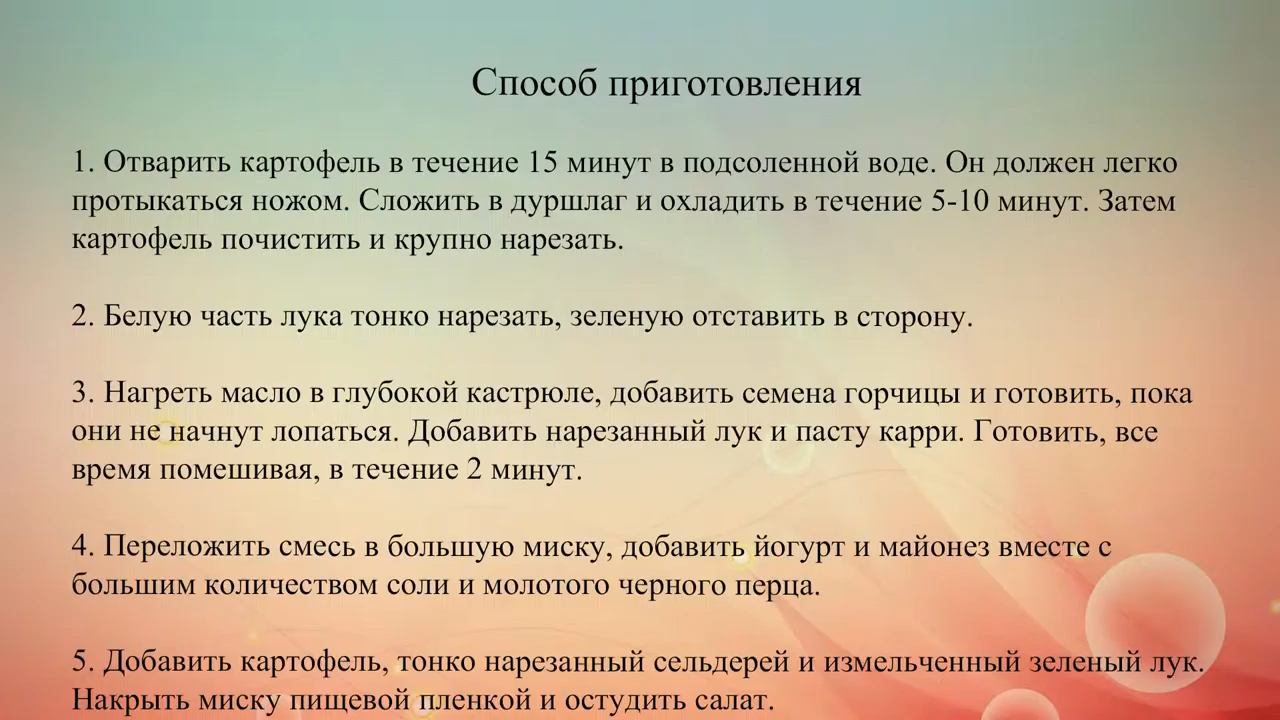 Способ приготовления
1. Отварить картофель в течение 15 минут в подсоленной воде. Он должен легко
протыкаться ножом. Сложить в дуршлаг и охладить в течение 5-10 минут. Затем
картофель почистить и крупно нарезать.
2. Белую часть лука тонко нарезать, зеленую отставить в сторону.
3. Нагреть масло в глубокой кастрюле, добавить семена горчицы и готовить, пока
они не начнут лопаться. Добавить нарезанный лук и пасту карри. Готовить, все
время помешивая, в течение 2 минут.
4. Переложить смесь в большую миску, добавить йогурт и майонез вместе с
большим количеством соли и молотого черного перца.
5. Добавить картофель, тонко нарезанный сельдерей и измельченный зеленый лук.
Накрыть миску пищевой пленкой и остудить салат.